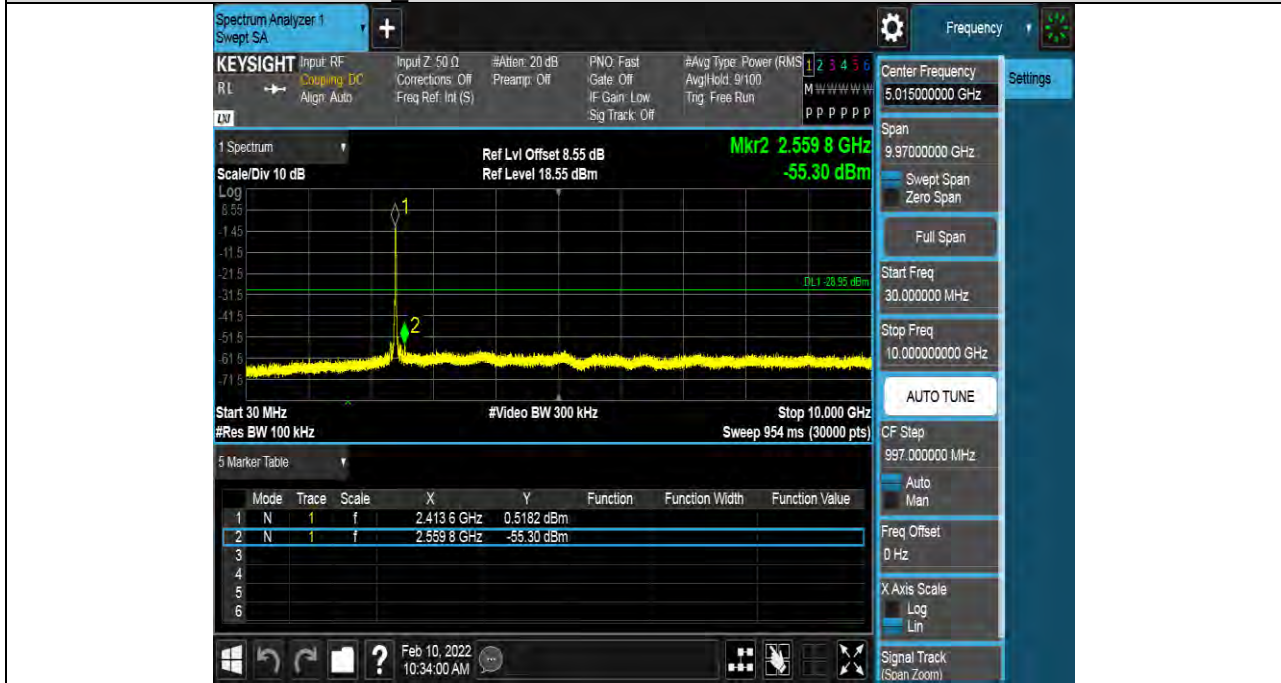 Spectrum Analyzer 1
Swept SA
+
Frequency
KEYSIGHT
Input: RF
Coupling: DC
Align: Auto
RL
LXI
Input Z: 50 Ω
Corrections: Off
Freq Ref: Int (S)
#Atten: 20 dB
Preamp: Off
PNO: Fast
Gate: Off
IF Gain: Low
Sig Track: Off
#Avg Type: Power (RMS
Avg|Hold: 9/100
Trig: Free Run
1 2 3 4 5 6
M W W W W W
P P P P P P
Center Frequency
5.015000000 GHz
Settings
Span
9.97000000 GHz
Swept Span
Zero Span
Full Span
Start Freq
30.000000 MHz
Stop Freq
10.000000000 GHz
AUTO TUNE
CF Step
997.000000 MHz
Auto
Man
Freq Offset
0 Hz
X Axis Scale
Log
Lin
Signal Track
(Span Zoom)
1 Spectrum
Scale/Div 10 dB
Ref Lvl Offset 8.55 dB
Ref Level 18.55 dBm
Mkr2 2.559 8 GHz
-55.30 dBm
Log
8.55
-1.45
-11.5
-21.5
-31.5
-41.5
-51.5
-61.5
-71.5
1
2
DL1 -28.95 dBm
Start 30 MHz
#Res BW 100 kHz
#Video BW 300 kHz
Stop 10.000 GHz
Sweep 954 ms (30000 pts)
5 Marker Table
Mode Trace Scale X Y Function Function Width Function Value
1 N 1 f 2.413 6 GHz 0.5182 dBm
2 N 1 f 2.559 8 GHz -55.30 dBm
3
4
5
6
?
Feb 10, 2022
10:34:00 AM